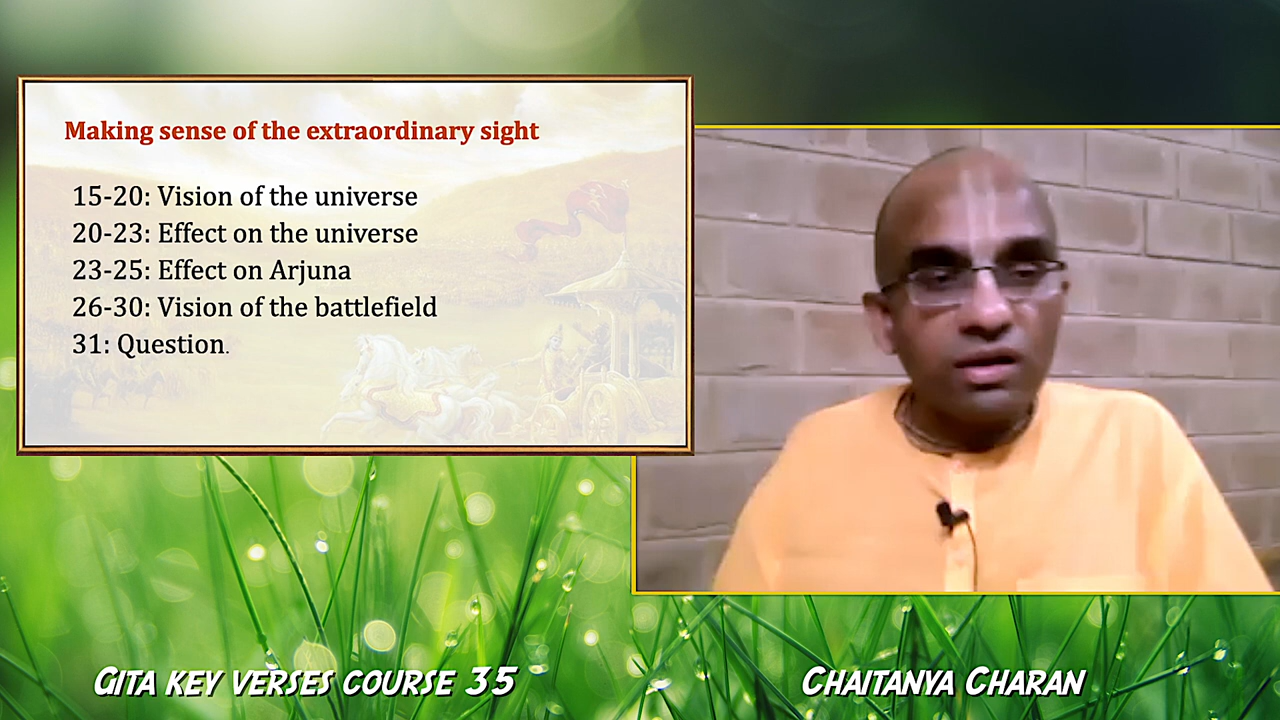 Making sense of the extraordinary sight
15-20: Vision of the universe
20-23: Effect on the universe
23-25: Effect on Arjuna
26-30: Vision of the battlefield
31: Question.
GITA KEY VERSES COURSE 35
CHAITANYA CHARAN